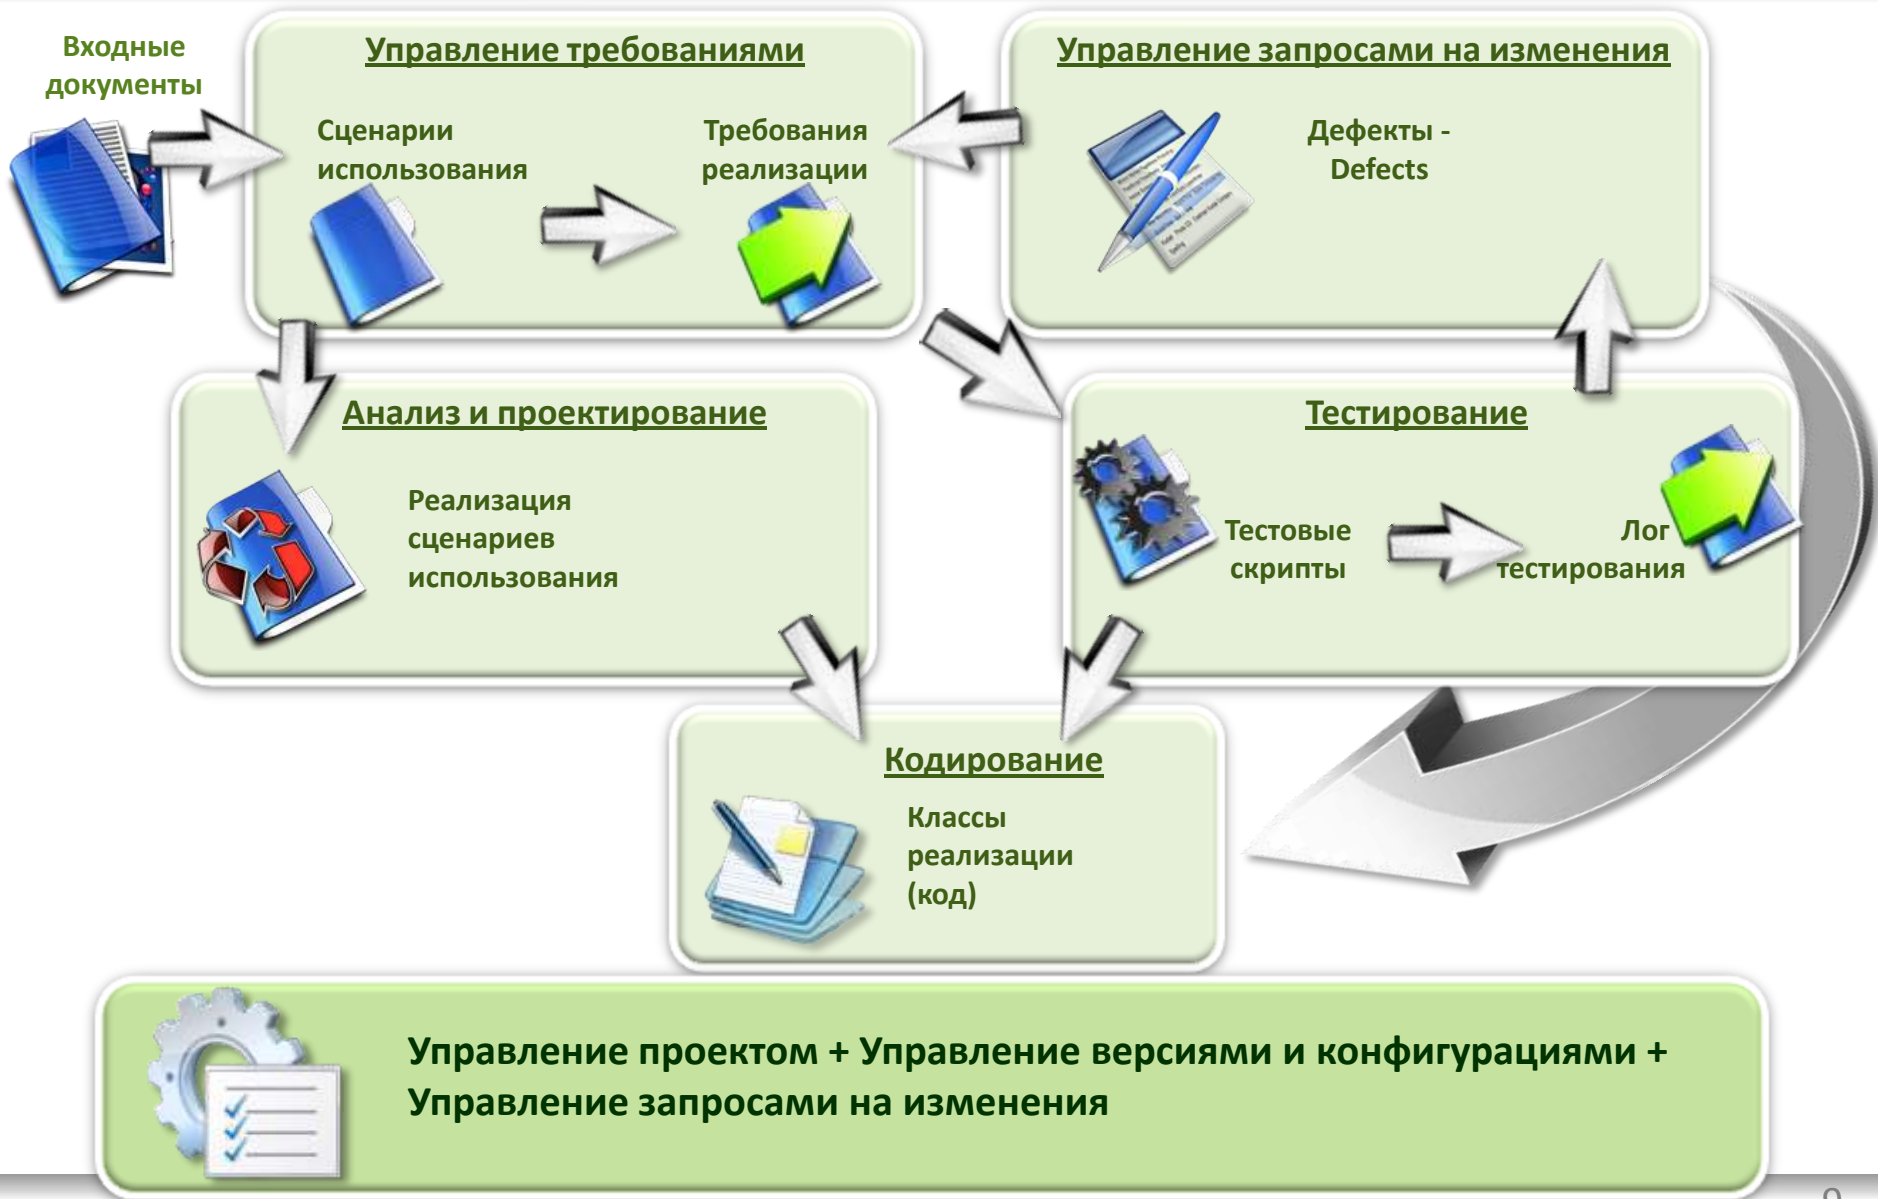 Входные
документы
Управление требованиями
Сценарии
использования
Требования
реализации
Управление запросами на изменения
Дефекты -
Defects
Анализ и проектирование
Реализация
сценариев
использования
Тестирование
Тестовые
скрипты
Лог
тестирования
Кодирование
Классы
реализации
(код)
Управление проектом + Управление версиями и конфигурациями +
Управление запросами на изменения